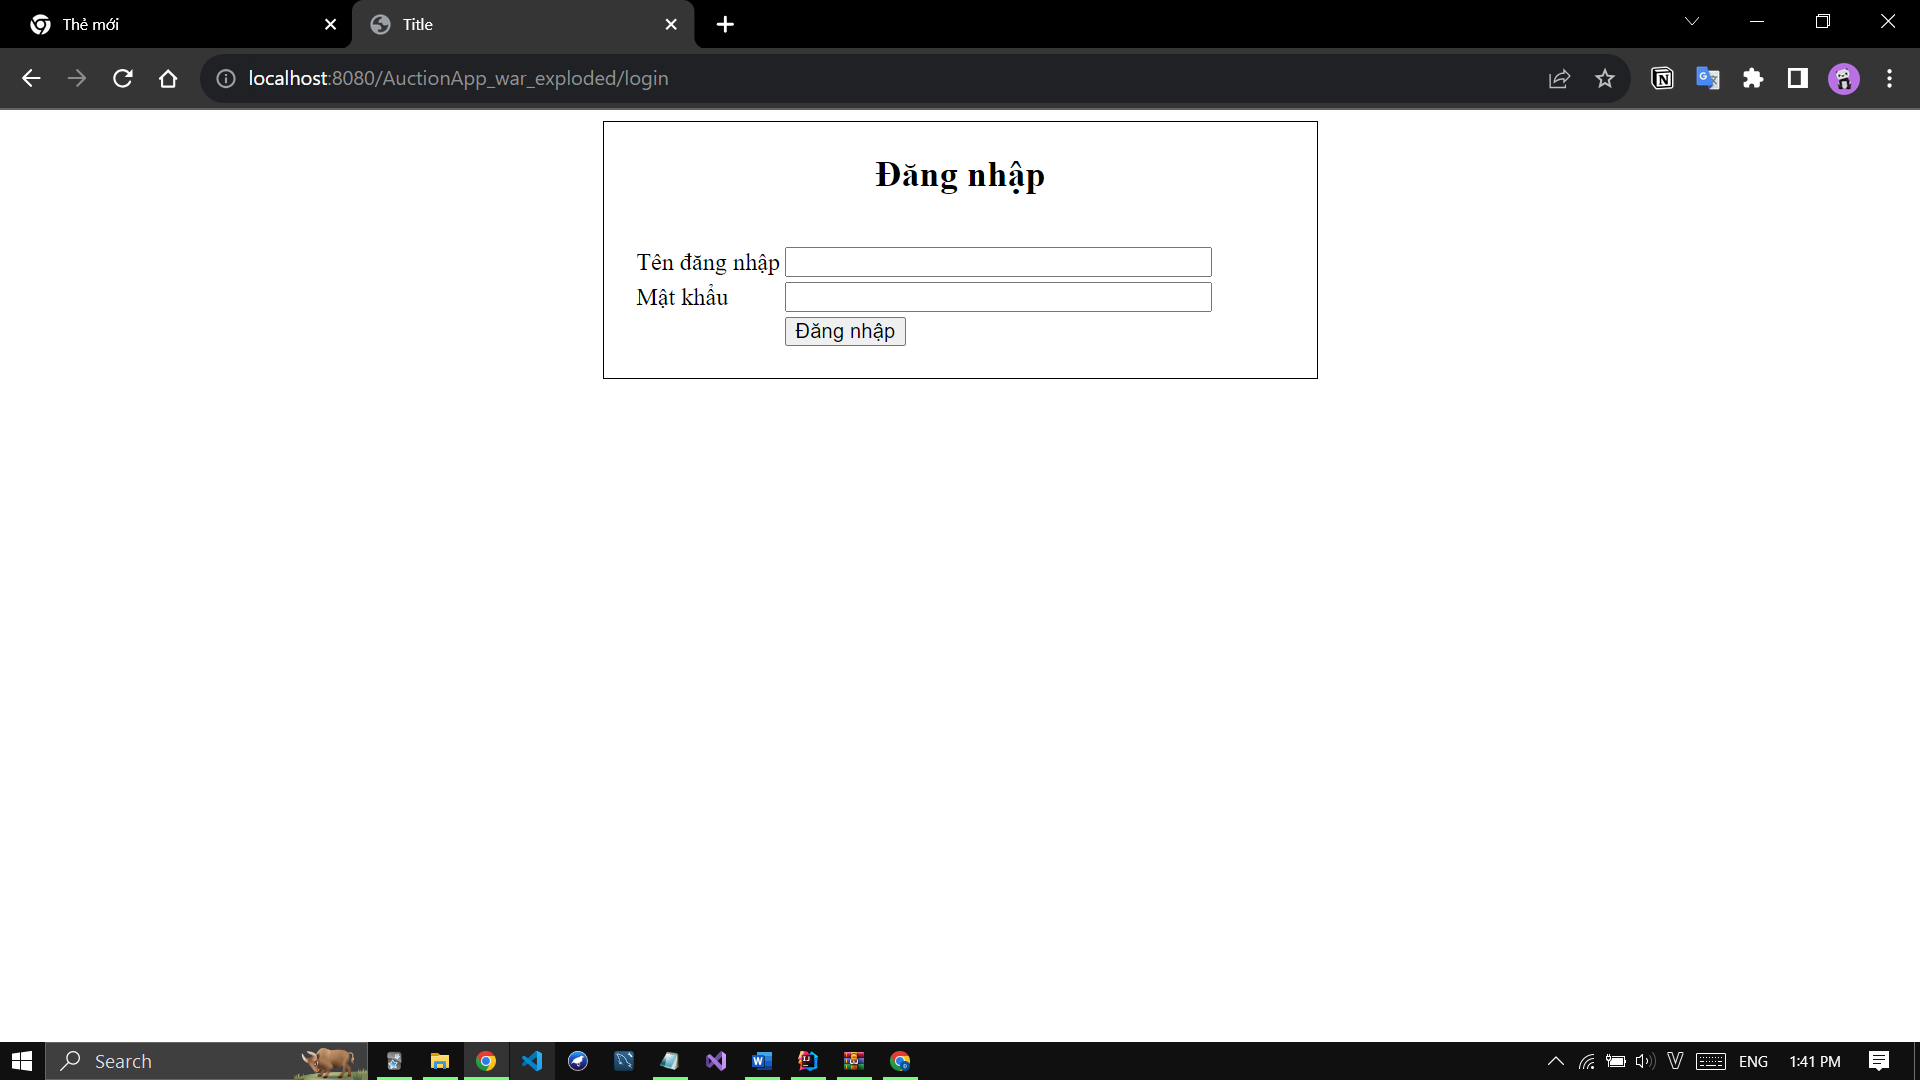 Thẻ mới
Title
localhost:8080/AuctionApp_war_exploded/login
Đăng nhập
Tên đăng nhập
Mật khẩu
Đăng nhập
Search
ENG
1:41 PM